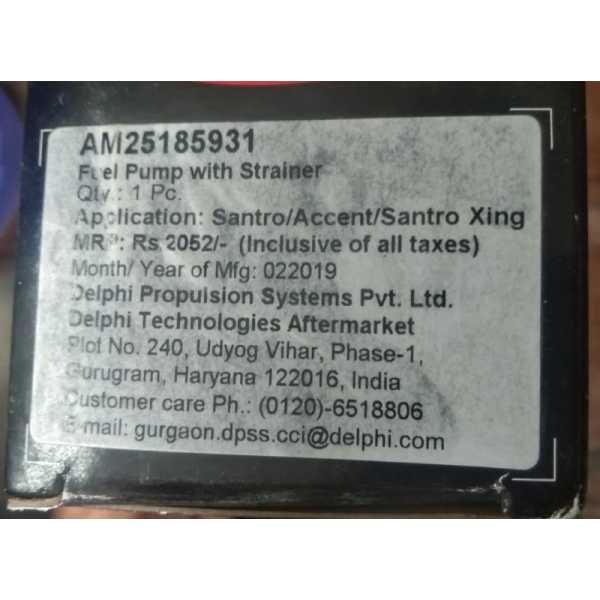 AM25185931
Fuel Pump with Strainer
Qty.: 1 Pc.
Application: Santro/Accent/Santro Xing
MRP: Rs.2052/- (Inclusive of all taxes)
Month/ Year of Mfg: 022019
Delphi Propulsion Systems Pvt. Ltd.
Delphi Technologies Aftermarket
Plot No. 240, Udyog Vihar, Phase-1,
Gurugram, Haryana 122016, India
Customer care Ph.: (0120)-6518806
E-mail: gurgaon.dpss.cci@delphi.com